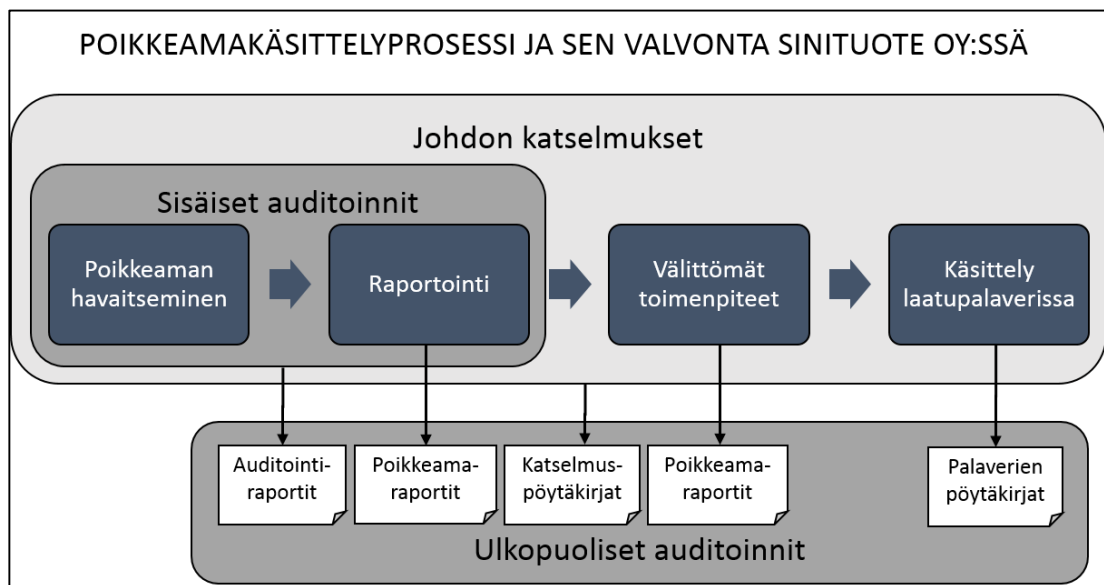 POIKKEAMAKÄSITTELYPROSESSI JA SEN VALVONTA SINITUOTE OY:SSÄ
Johdon katselmukset
Sisäiset auditoinnit
Poikkeaman
havaitseminen
Raportointi
Välittömät
toimenpiteet
Käsittely
laatupalaverissa
Auditointi-
raportit
Poikkeama-
raportit
Katselmus-
pöytäkirjat
Poikkeama-
raportit
Palaverien
pöytäkirjat
Ulkopuoliset auditoinnit